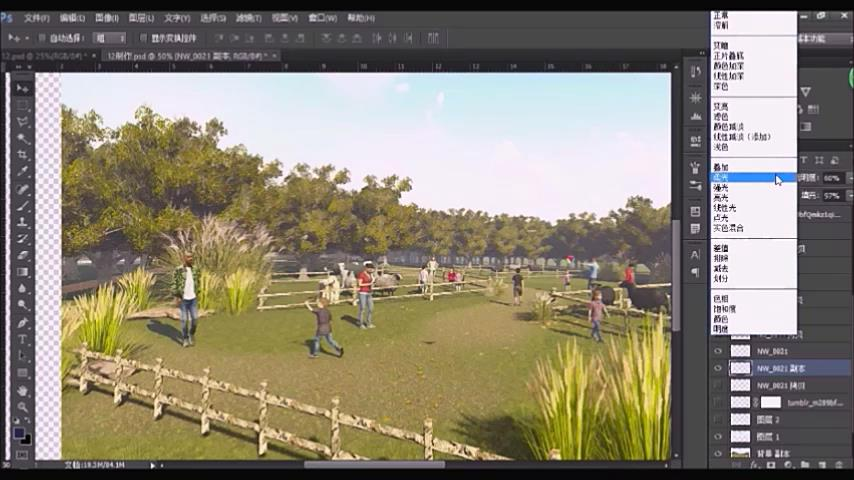 文件(F) 编辑(E) 图像(I) 图层(L) 文字(Y) 选择(S) 滤镜(T) 视图(V) 窗口(W) 帮助(H)
自动选择: 组 显示变换控件
基本功能
12.psd @ 25%(RGB/8#) * 12制作.psd @ 50% (NW_0021 副本, RGB/8#) *
正常
溶解
变暗
正片叠底
颜色加深
线性加深
深色
变亮
滤色
颜色减淡
线性减淡（添加）
浅色
叠加
柔光
强光
亮光
线性光
点光
实色混合
差值
排除
减去
划分
色相
饱和度
颜色
明度
明度: 60%
填充: 57%
NW_0021
NW_0021 副本
NW_0021 拷贝
图层 2
图层 1
背景 副本
50% 文档:18.3M/84.1M